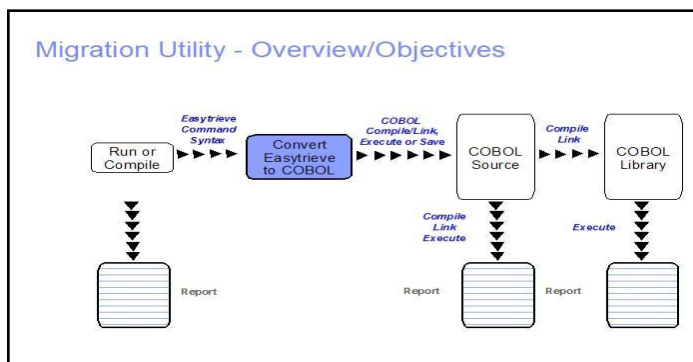 Migration Utility - Overview/Objectives
Easytrieve
Command
Syntax
COBOL
Compile/Link,
Execute or Save
Run or
Compile
Convert
Easytrieve
to COBOL
COBOL
Source
Compile
Link
COBOL
Library
Compile
Link
Execute
Execute
Report
Report
Report